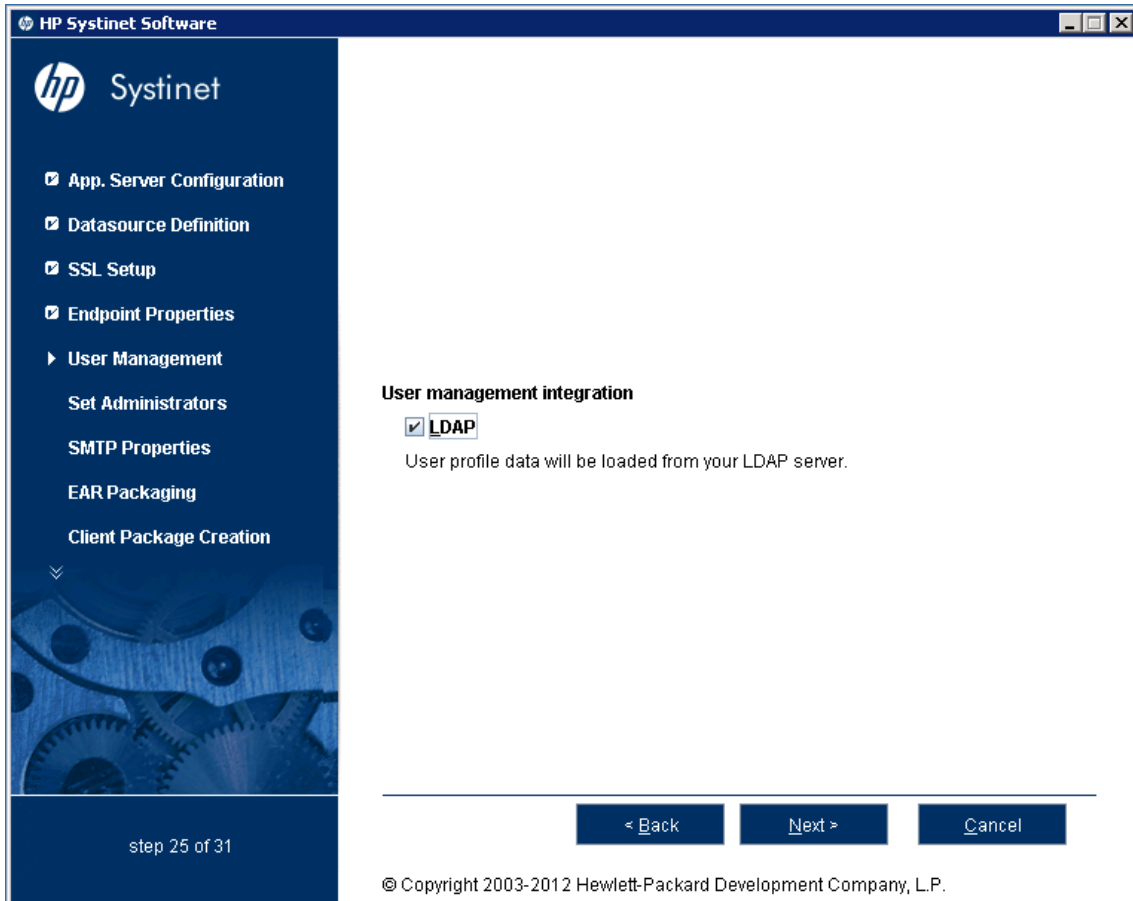 HP Systinet Software
hp Systinet
App. Server Configuration
Datasource Definition
SSL Setup
Endpoint Properties
User Management
Set Administrators
SMTP Properties
EAR Packaging
Client Package Creation
step 25 of 31
User management integration
LDAP
User profile data will be loaded from your LDAP server.
< Back
Next >
Cancel
© Copyright 2003-2012 Hewlett-Packard Development Company, L.P.